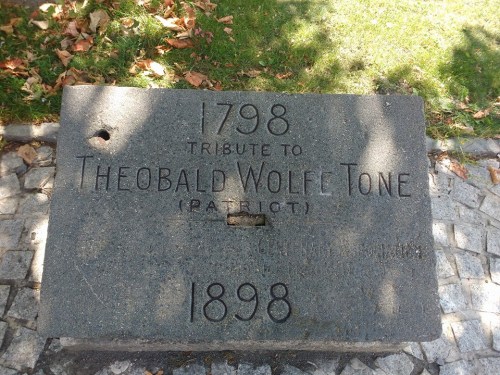 1798
TRIBUTE TO
THEOBALD WOLFE TONE
(PATRIOT)
1898